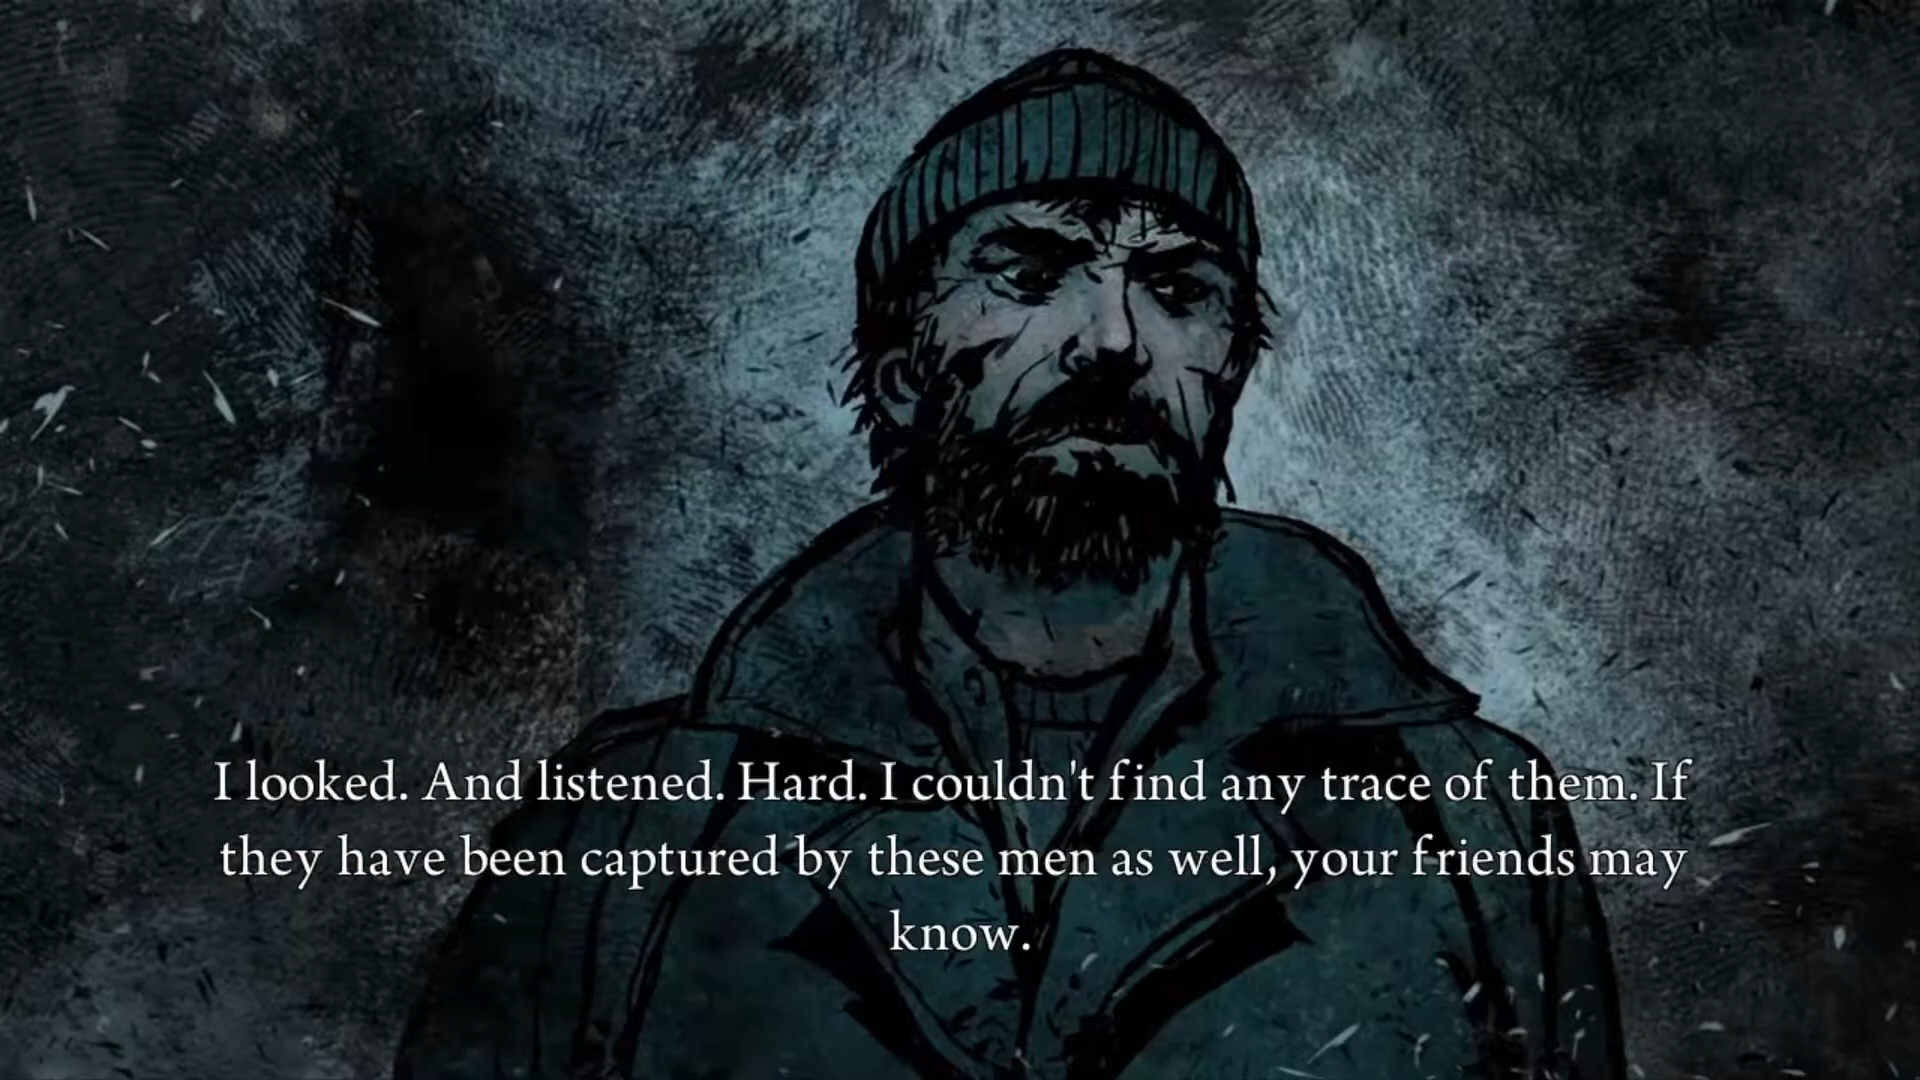 I looked. And listened. Hard. I couldn't find any trace of them. If
they have been captured by these men as well, your friends may
know.